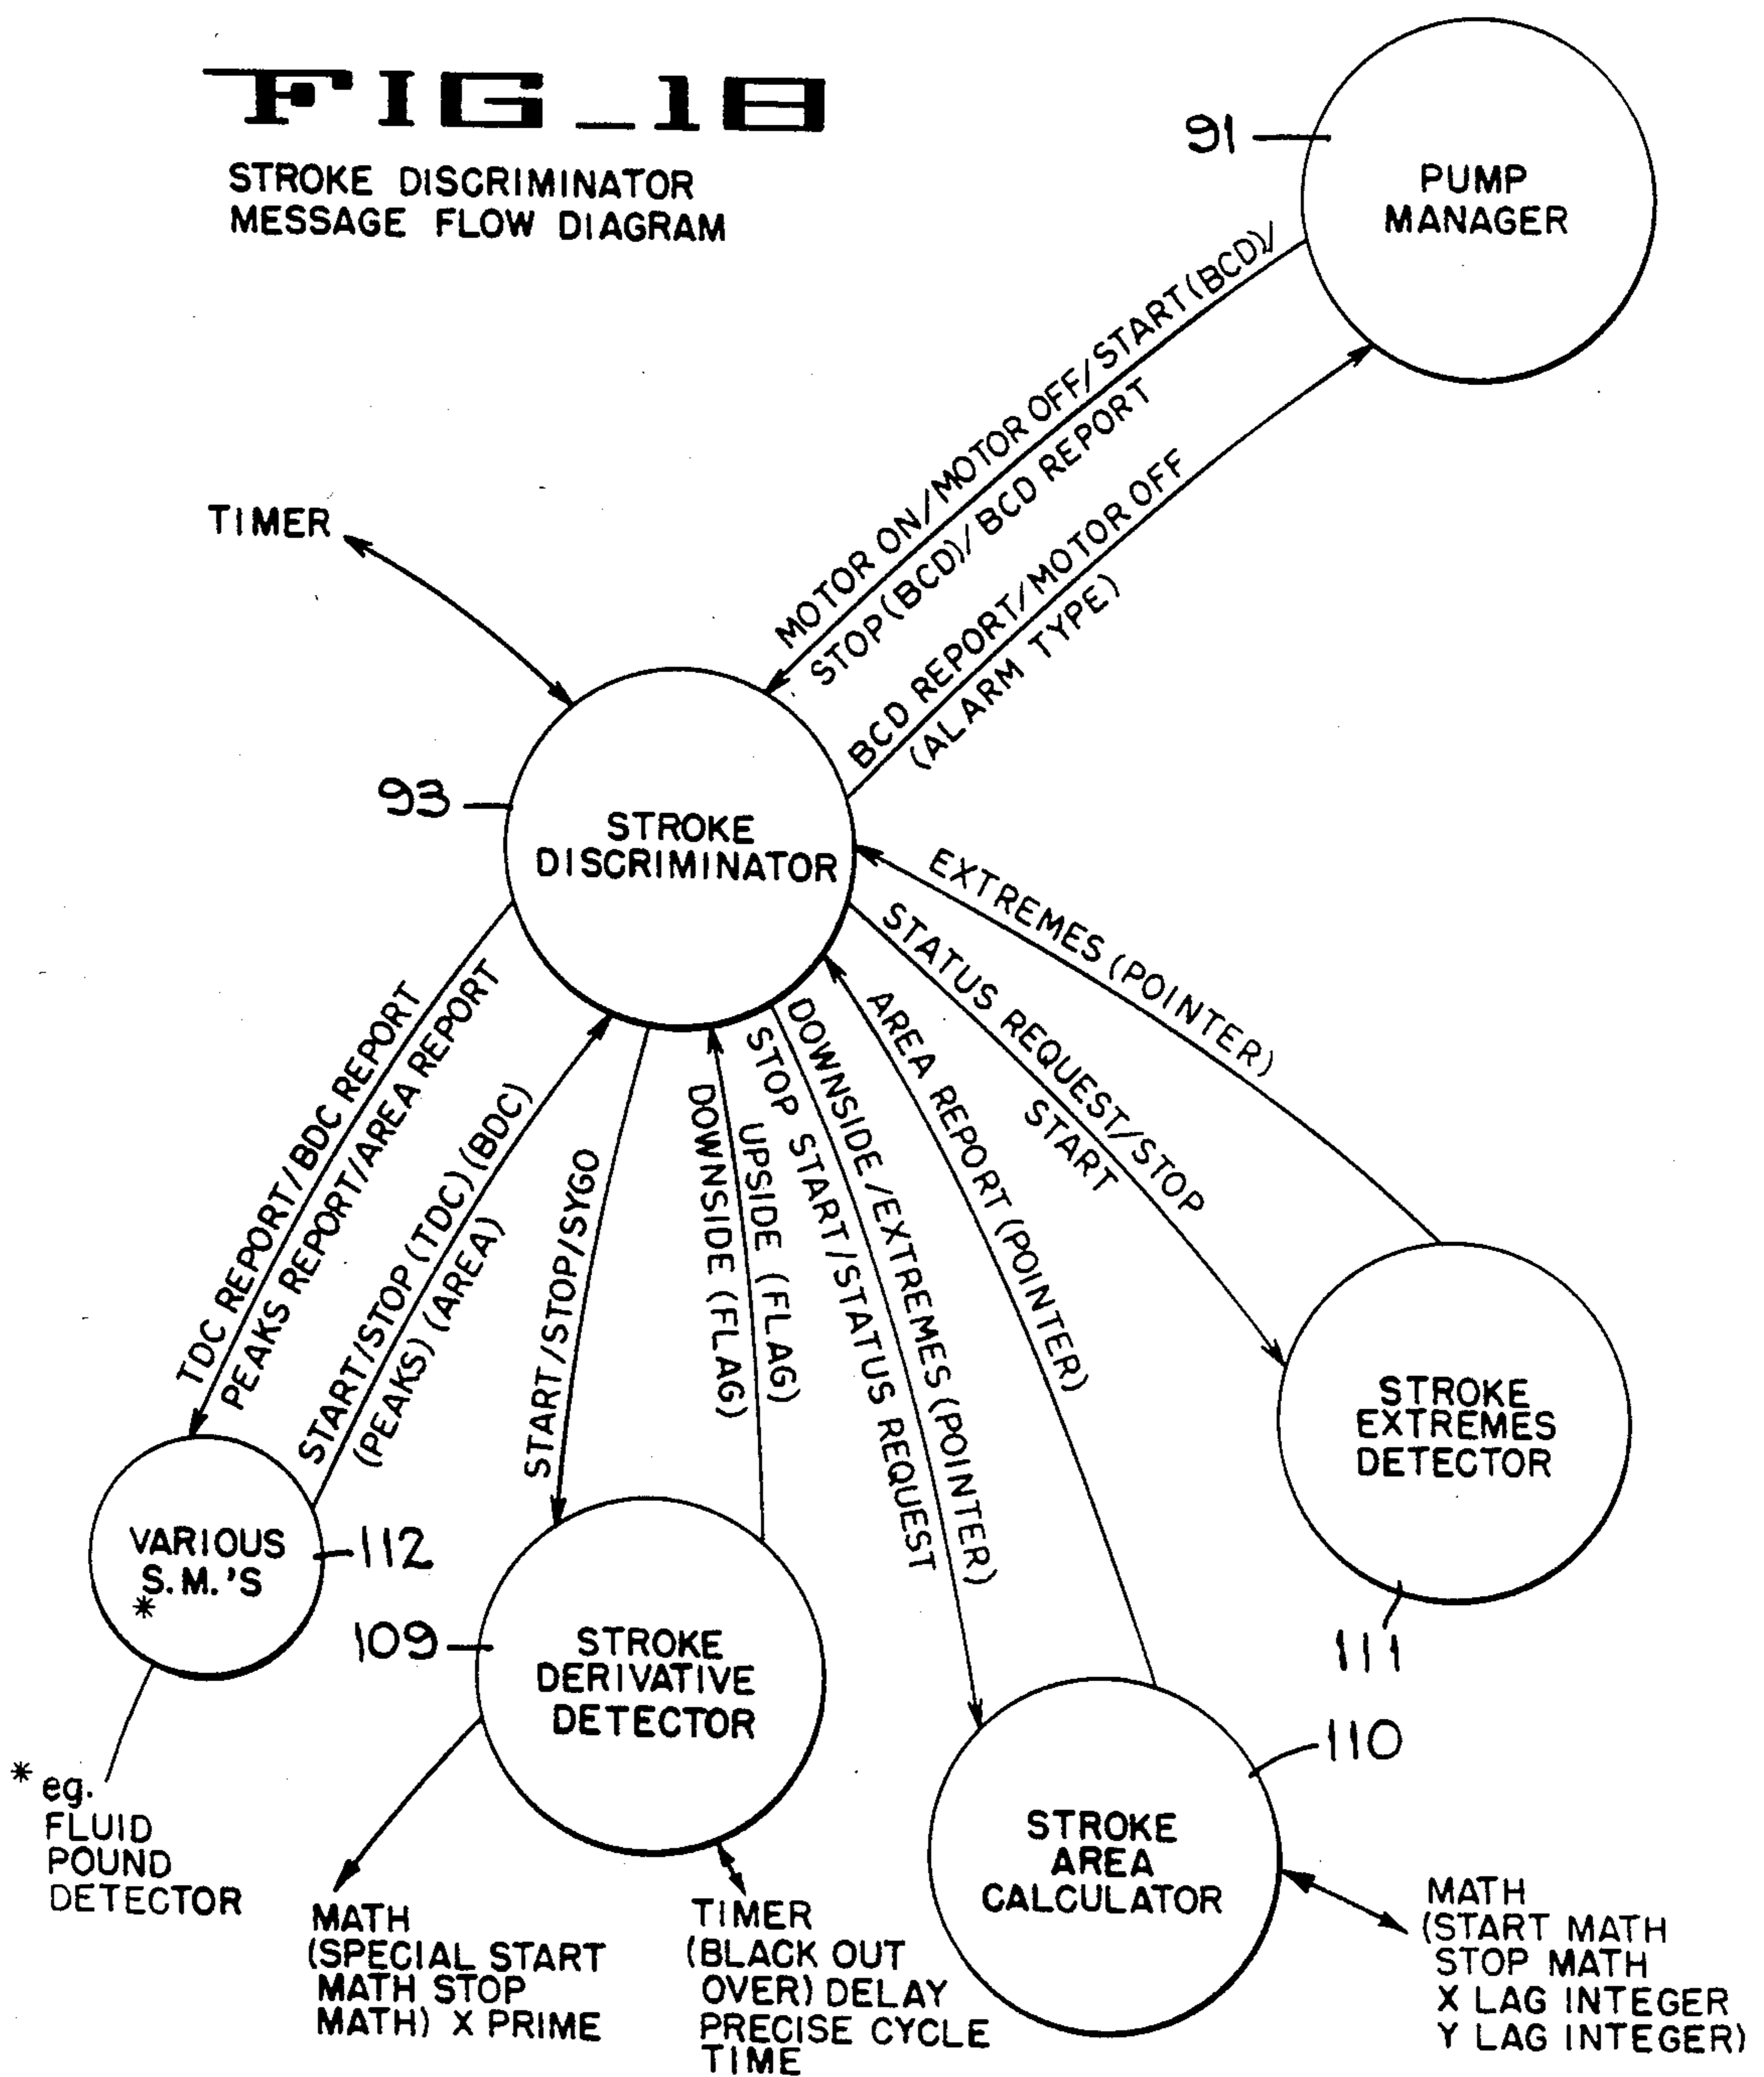 FIG_18
STROKE DISCRIMINATOR
MESSAGE FLOW DIAGRAM
91
PUMP
MANAGER
MOTOR ON/MOTOR OFF/START(BCD)/
STOP(BCD)/BCD REPORT
BCD REPORT/MOTOR OFF
(ALARM TYPE)
TIMER
93
STROKE
DISCRIMINATOR
EXTREMES (POINTER)
STATUS REQUEST/STOP
START
AREA REPORT(POINTER)
DOWNSIDE/EXTREMES(POINTER)
STOP START/STATUS REQUEST
UPSIDE (FLAG)
DOWNSIDE (FLAG)
START/STOP/SYGO
TDC REPORT/BDC REPORT
PEAKS REPORT/AREA REPORT
START/STOP(TDC)(BDC)
(PEAKS)(AREA)
VARIOUS
S.M.'S
*
112
* eg.
FLUID
POUND
DETECTOR
109
STROKE
DERIVATIVE
DETECTOR
MATH
(SPECIAL START
MATH STOP
MATH) X PRIME
TIMER
(BLACK OUT
OVER) DELAY
PRECISE CYCLE
TIME
110
STROKE
AREA
CALCULATOR
MATH
(START MATH
STOP MATH
X LAG INTEGER
Y LAG INTEGER)
STROKE
EXTREMES
DETECTOR
111